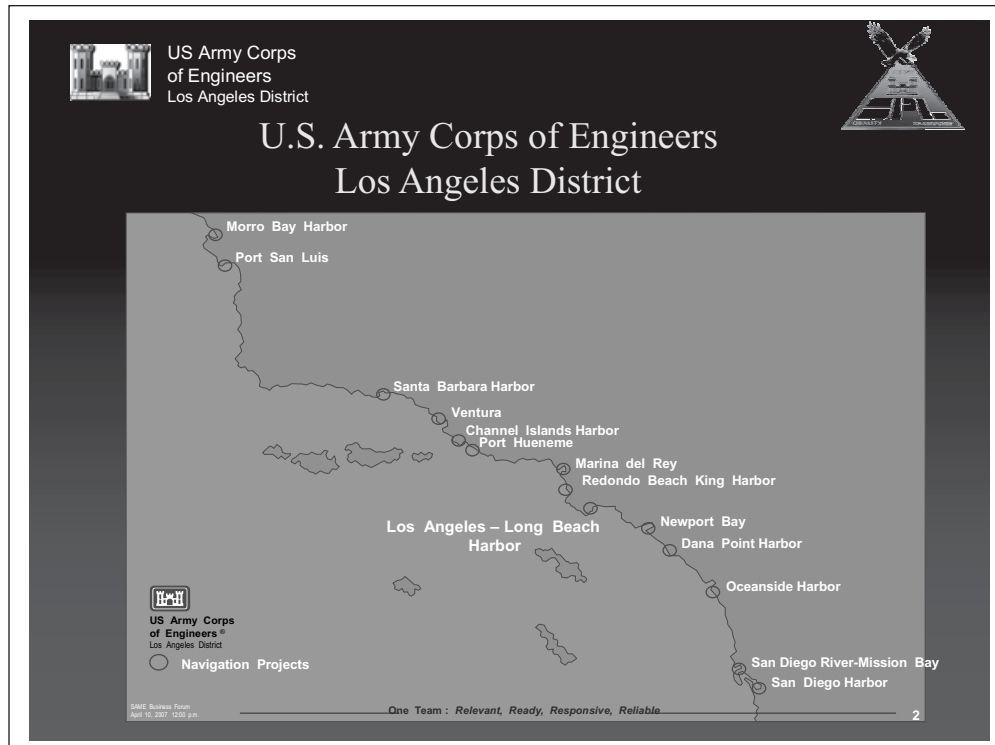 US Army Corps
of Engineers
Los Angeles District
U.S. Army Corps of Engineers
Los Angeles District
Morro Bay Harbor
Port San Luis
Santa Barbara Harbor
Ventura
Channel Islands Harbor
Port Hueneme
Marina del Rey
Redondo Beach King Harbor
Los Angeles – Long Beach
Harbor
Newport Bay
Dana Point Harbor
Oceanside Harbor
San Diego River-Mission Bay
San Diego Harbor
US Army Corps
of Engineers ®
Los Angeles District
Navigation Projects
SAME Business Forum
April 10, 2007 12:00 p.m.
One Team : Relevant, Ready, Responsive, Reliable
2